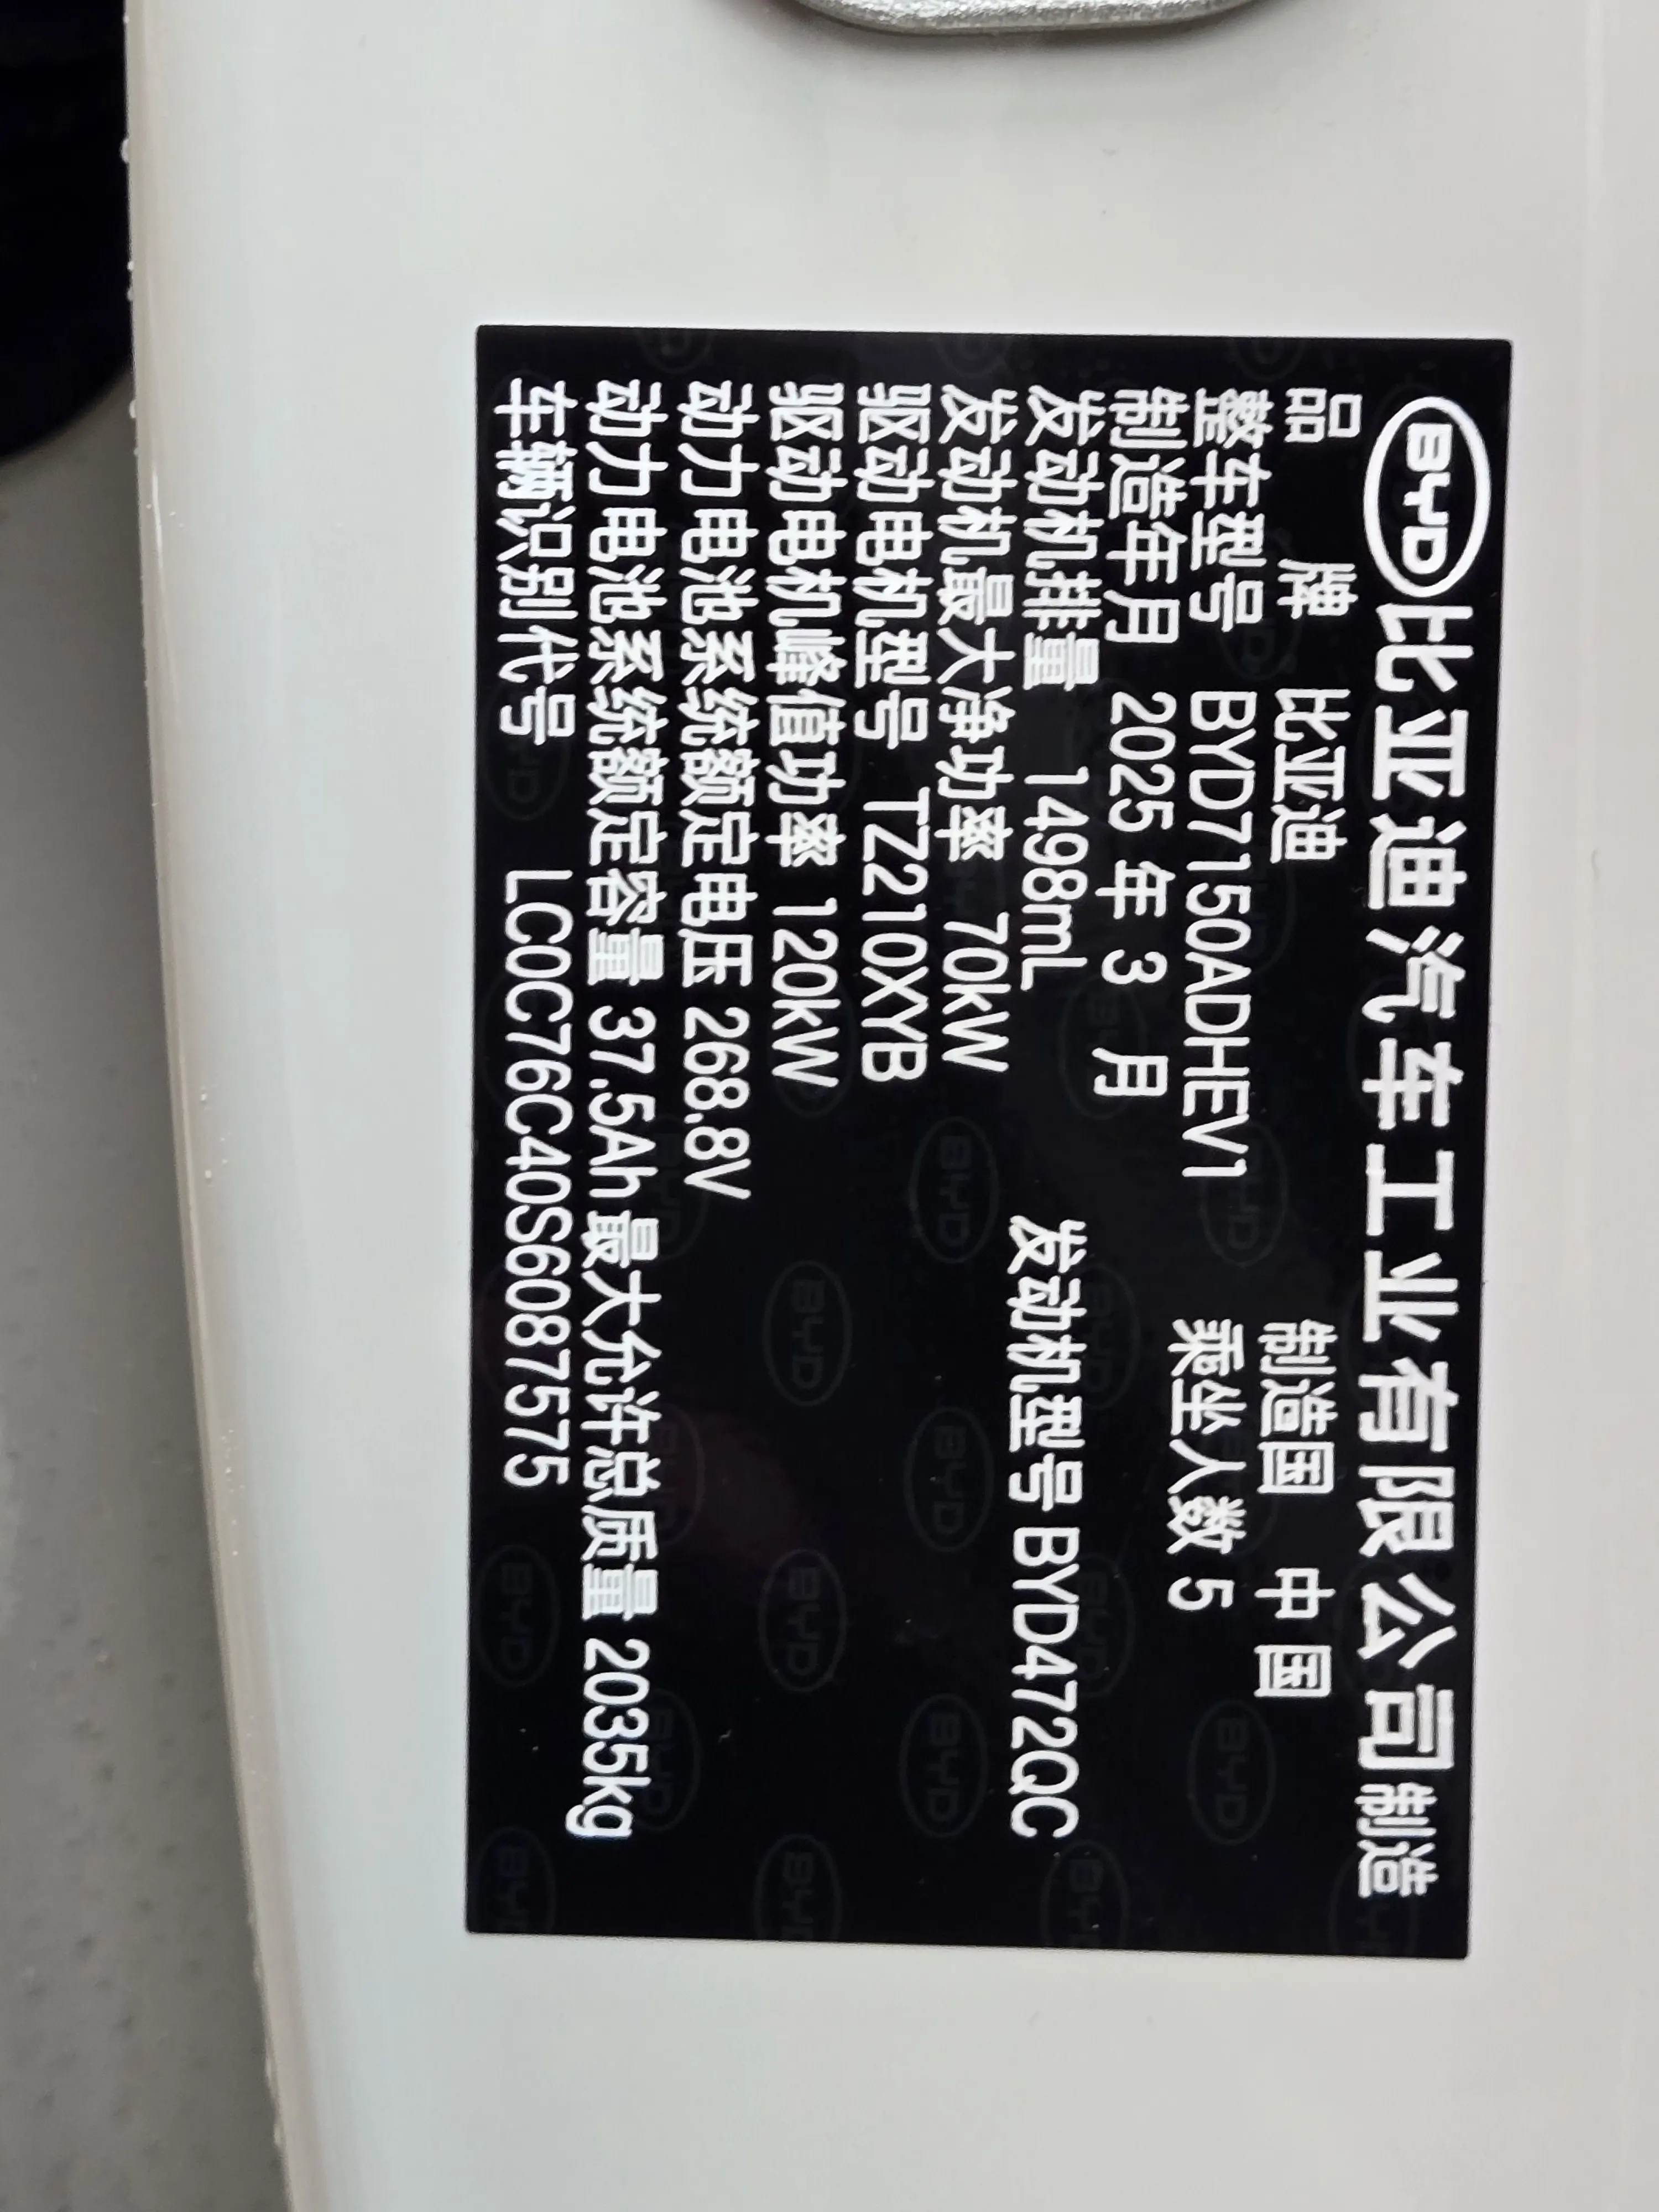 BYD 比亚迪汽车工业有限公司制造
品 牌 比亚迪 制造国 中国
整车型号 BYD7150ADHEV1 乘坐人数 5
制造年月 2025 年 3 月
发动机排量 1498mL 发动机型号 BYD472QC
发动机最大净功率 70kW
驱动电机型号 TZ210XYB
驱动电机峰值功率 120kW
动力电池系统额定电压 268.8V
动力电池系统额定容量 37.5Ah 最大允许总质量 2035kg
车辆识别代号 LC0C76C40S6087575